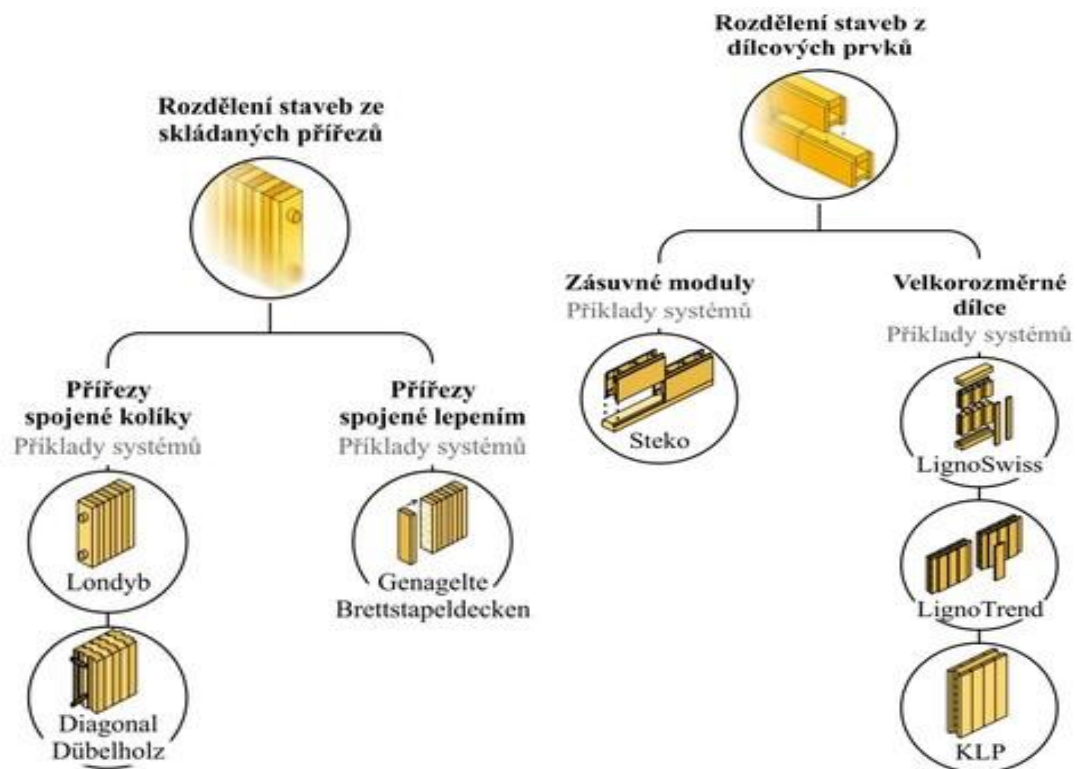 Rozdělení staveb ze
skládaných přířezů
Přířezy
spojené kolíky
Příklady systémů
Londyb
Diagonal
Dübelholz
Přířezy
spojené lepením
Příklady systémů
Genagelte
Brettstapeldecken
Rozdělení staveb z
dílcových prvků
Zásuvné moduly
Příklady systémů
Steko
Velkorozměrné
dílce
Příklady systémů
LignoSwiss
LignoTrend
KLP